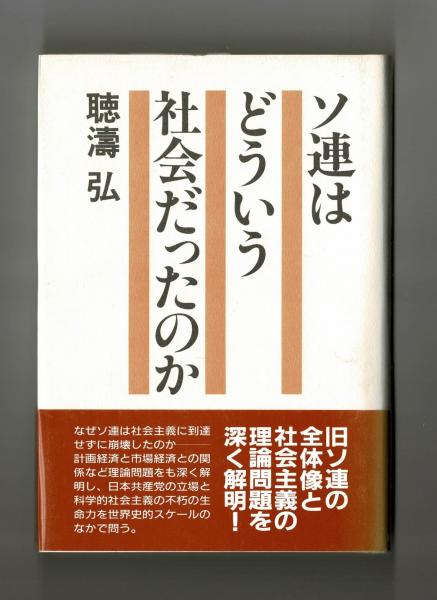 ソ連は
どういう
社会だったのか
聴濤 弘
旧ソ連の
全体像と
社会主義の
理論問題を
深く解明！
なぜソ連は社会主義に到達
せずに崩壊したのか――
計画経済と市場経済との関
係など理論問題をも深く解
明し、日本共産党の立場と
科学的社会主義の不朽の生
命力を世界史的スケールの
なかで問う。